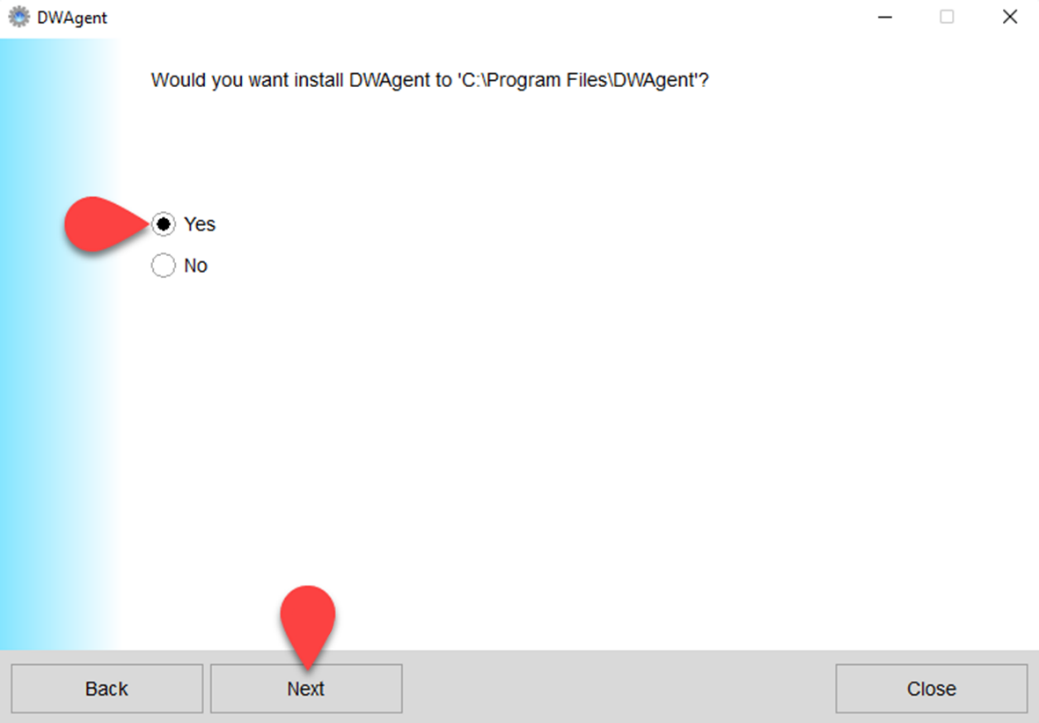 DWAgent
Would you want install DWAgent to 'C:\Program Files\DWAgent'?
Yes
No
Back
Next
Close